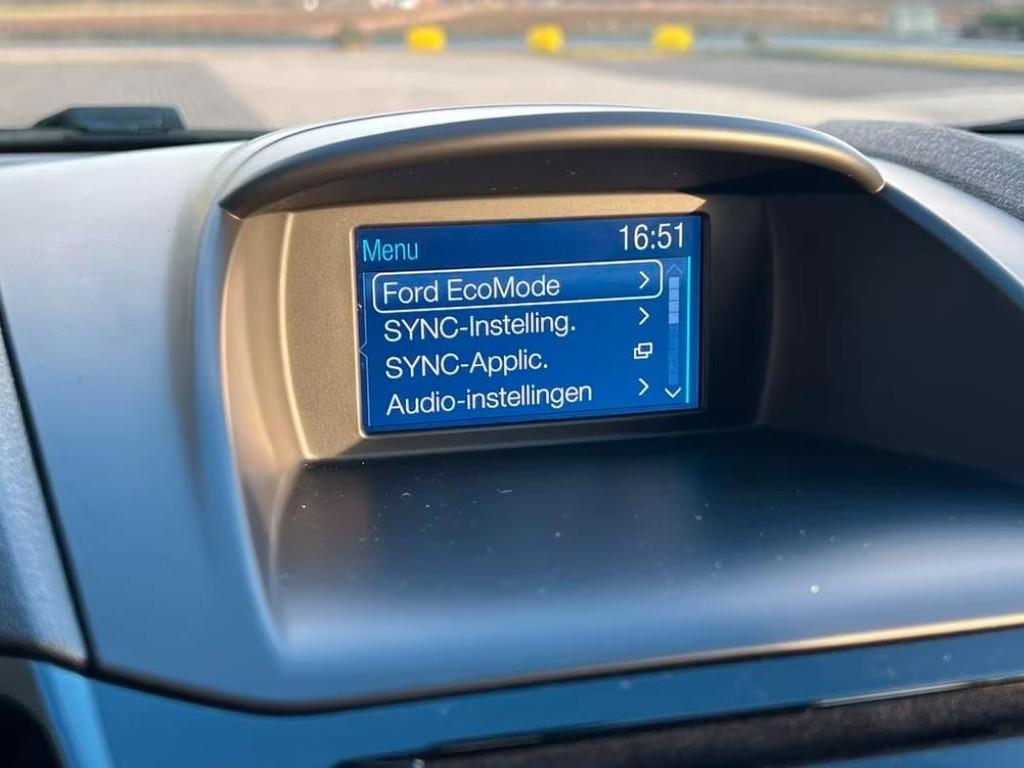 Menu 16:51
Ford EcoMode
SYNC-Instelling.
SYNC-Applic.
Audio-instellingen